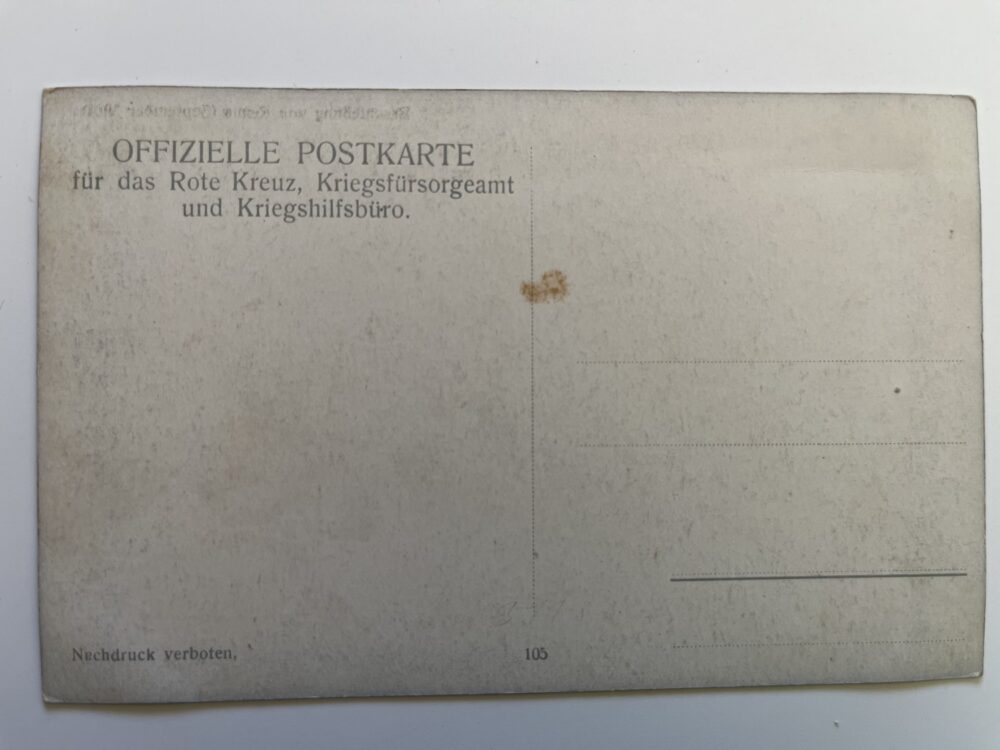 OFFIZIELLE POSTKARTE
für das Rote Kreuz, Kriegsfürsorgeamt
und Kriegshilfsbüro.
Nachdruck verboten.
105